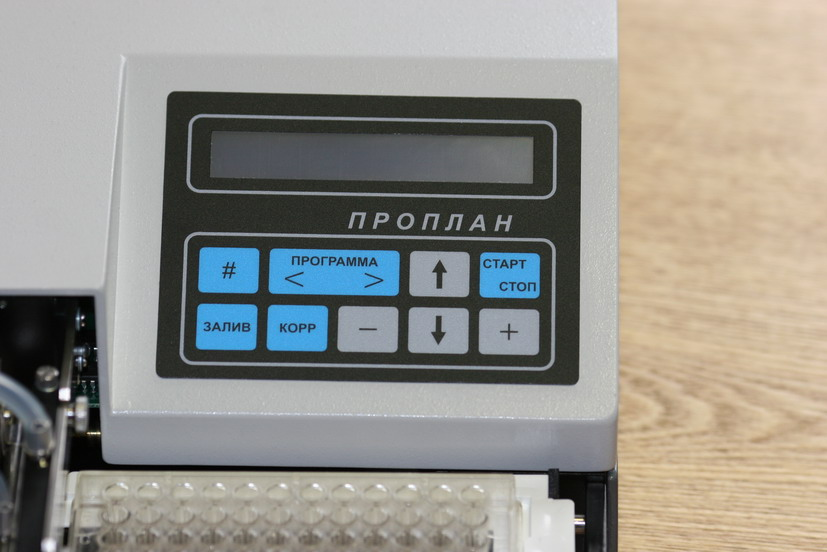 ПРОПЛАН
#
ПРОГРАММА
< >
СТАРТ
СТОП
ЗАЛИВ
КОРР
−
+